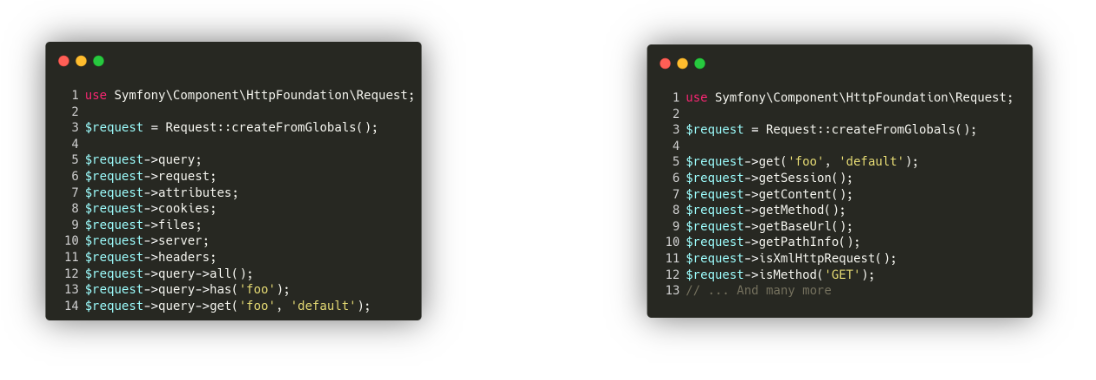 1 use Symfony\Component\HttpFoundation\Request;
2
3 $request = Request::createFromGlobals();
4
5 $request->query;
6 $request->request;
7 $request->attributes;
8 $request->cookies;
9 $request->files;
10 $request->server;
11 $request->headers;
12 $request->query->all();
13 $request->query->has('foo');
14 $request->query->get('foo', 'default');
1 use Symfony\Component\HttpFoundation\Request;
2
3 $request = Request::createFromGlobals();
4
5 $request->get('foo', 'default');
6 $request->getSession();
7 $request->getContent();
8 $request->getMethod();
9 $request->getBaseUrl();
10 $request->getPathInfo();
11 $request->isXmlHttpRequest();
12 $request->isMethod('GET');
13 // ... And many more